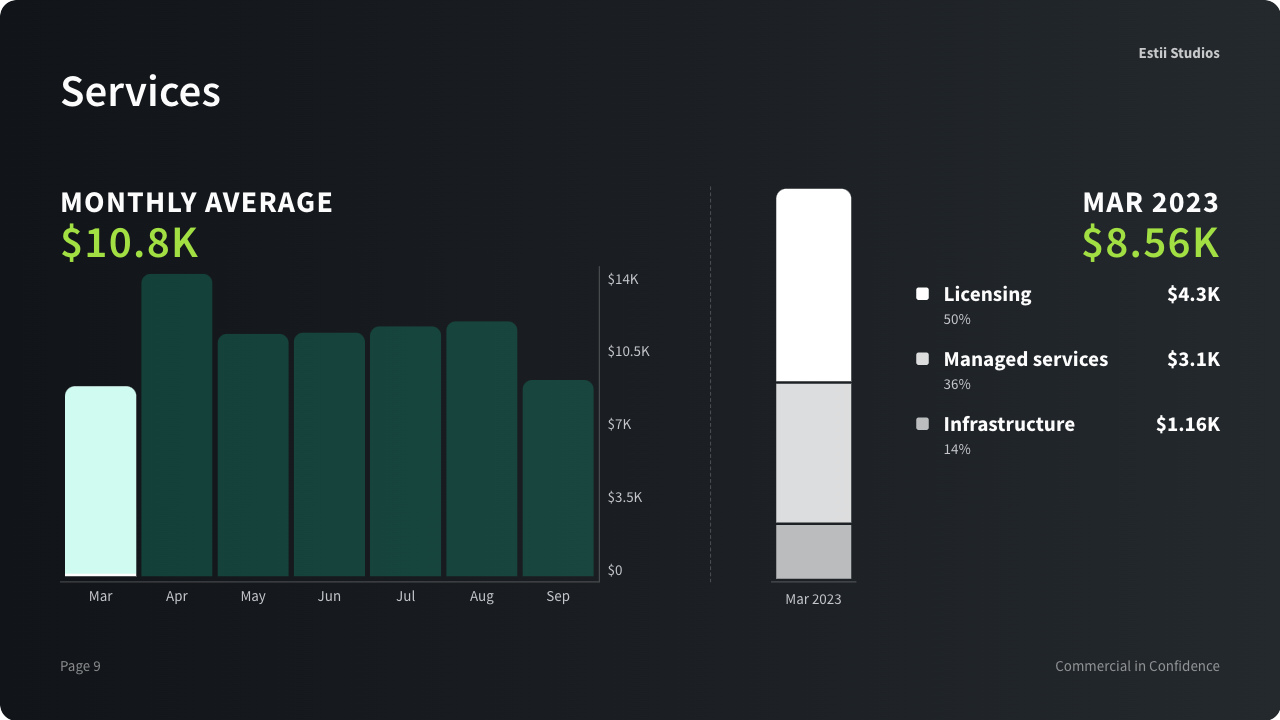 Estii Studios
Services
MONTHLY AVERAGE
$10.8K
$14K
$10.5K
$7K
$3.5K
$0
Mar Apr May Jun Jul Aug Sep
Mar 2023
MAR 2023
$8.56K
Licensing $4.3K
50%
Managed services $3.1K
36%
Infrastructure $1.16K
14%
Page 9
Commercial in Confidence